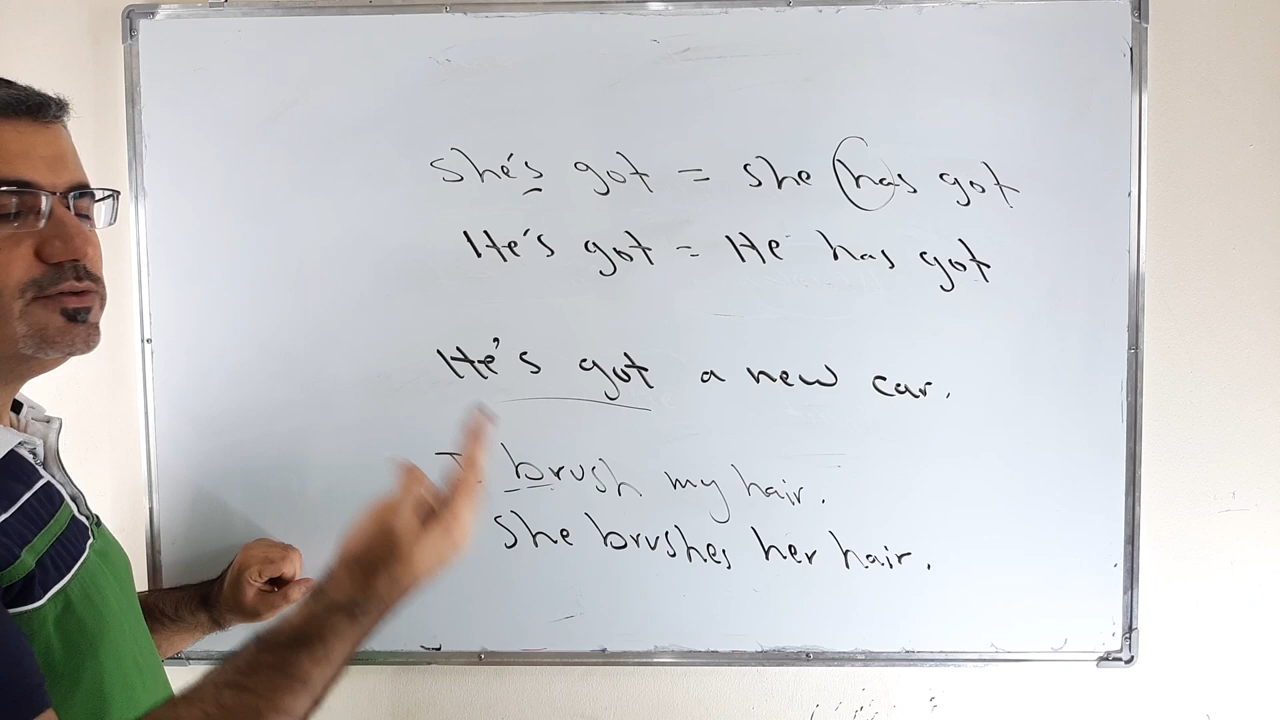 She's got = she has got
He's got = He has got
He's got a new car.
I brush my hair.
She brushes her hair.